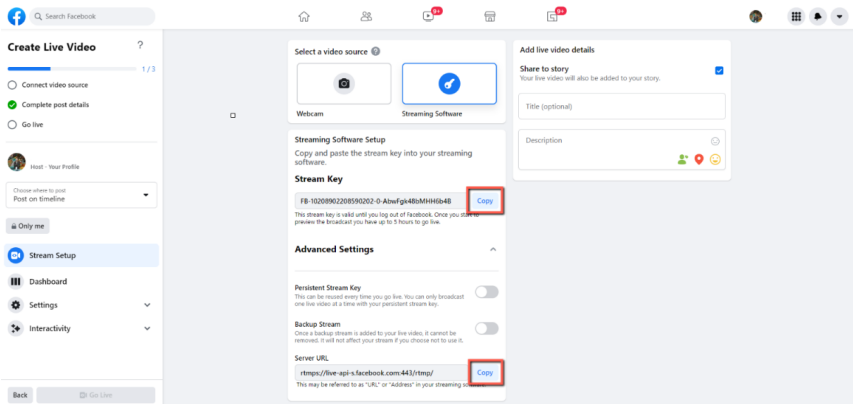 Search Facebook
9+
9+
Create Live Video
?
1 / 3
Connect video source
Complete post details
Go live
Host · Your Profile
Choose where to post
Post on timeline
Only me
Stream Setup
Dashboard
Settings
Interactivity
Back
Go Live
Select a video source
?
Webcam
Streaming Software
Streaming Software Setup
Copy and paste the stream key into your streaming
software.
Stream Key
FB-10208902208590202-0-AbwFgk4BbMHH6b4B
Copy
This stream key is valid until you log out of Facebook. Once you start to
preview the broadcast you have up to 5 hours to go live.
Advanced Settings
Persistent Stream Key
This can be reused every time you go live. You can only broadcast
one live video at a time with your persistent stream key.
Backup Stream
Once a backup stream is added to your live video, it cannot be
removed. It will not affect your stream if you choose not to use it.
Server URL
rtmps://live-api-s.facebook.com:443/rtmp/
Copy
This may be referred to as "URL" or "Address" in your streaming software.
Add live video details
Share to story
Your live video will also be added to your story.
Title (optional)
Description